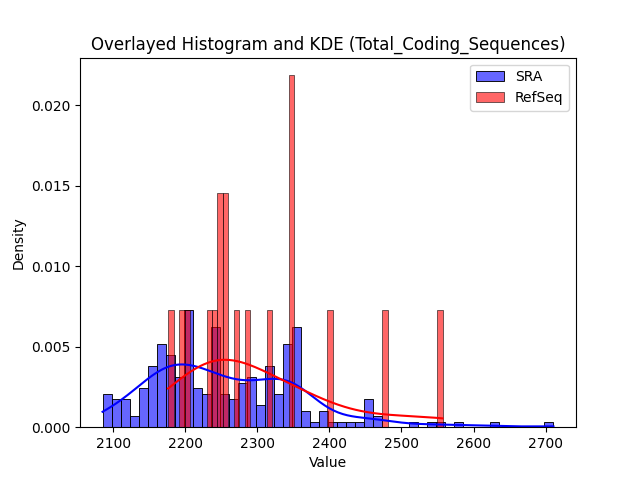 Overlayed Histogram and KDE (Total_Coding_Sequences)
SRA
RefSeq
Density
0.020
0.015
0.010
0.005
0.000
2100 2200 2300 2400 2500 2600 2700
Value